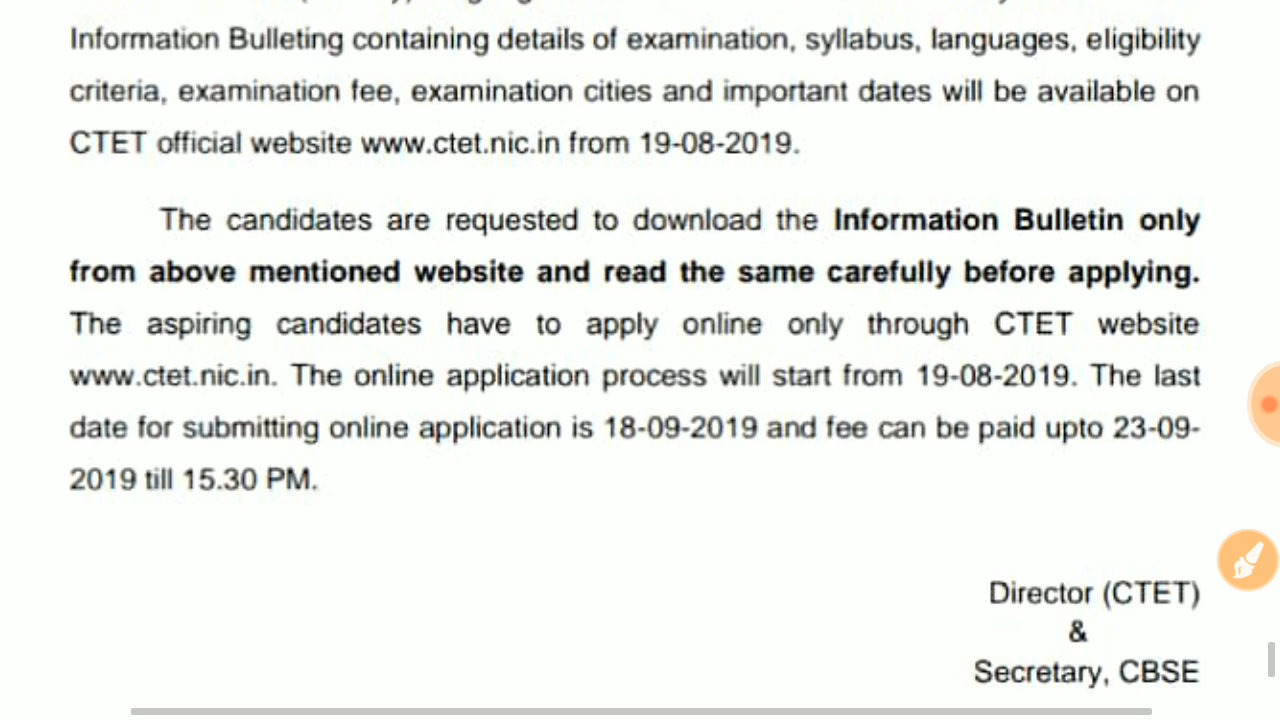 Information Bulleting containing details of examination, syllabus, languages, eligibility
criteria, examination fee, examination cities and important dates will be available on
CTET official website www.ctet.nic.in from 19-08-2019.
The candidates are requested to download the Information Bulletin only
from above mentioned website and read the same carefully before applying.
The aspiring candidates have to apply online only through CTET website
www.ctet.nic.in. The online application process will start from 19-08-2019. The last
date for submitting online application is 18-09-2019 and fee can be paid upto 23-09-
2019 till 15.30 PM.
Director (CTET)
&
Secretary, CBSE